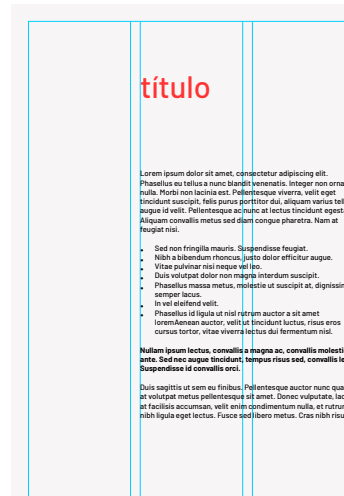 título
Lorem ipsum dolor sit amet, consectetur adipiscing elit.
Phasellus eu tellus a nunc blandit venenatis. Integer non orna
nulla. Morbi non lacinia est. Pellentesque viverra, velit eget
tincidunt suscipit, felis purus porttitor dui, aliquam varius tell
augue id velit. Pellentesque ac nunc at lectus tincidunt egest
Aliquam convallis metus sed diam congue pharetra. Nam at
feugiat nisi.
• Sed non fringilla mauris. Suspendisse feugiat.
• Nibh a bibendum rhoncus, justo dolor efficitur augue.
• Vitae pulvinar nisi neque vel leo.
• Duis volutpat dolor non magna interdum suscipit.
• Phasellus massa metus, molestie ut suscipit at, dignissin
semper lacus.
• In vel eleifend velit.
• Phasellus id ligula ut nisl rutrum auctor a sit amet
loremAenean auctor, velit ut tincidunt luctus, risus eros
cursus tortor, vitae viverra lectus dui fermentum nisl.
Nullam ipsum lectus, convallis a magna ac, convallis molesti
ante. Sed nec augue tincidunt, tempus risus sed, convallis le
Suspendisse id convallis orci.
Duis sagittis ut sem eu finibus. Pellentesque auctor nunc qua
at volutpat metus pellentesque sit amet. Donec vulputate, lac
at facilisis accumsan, velit enim condimentum nulla, et rutrur
nibh ligula eget lectus. Fusce sed libero metus. Cras nibh risu